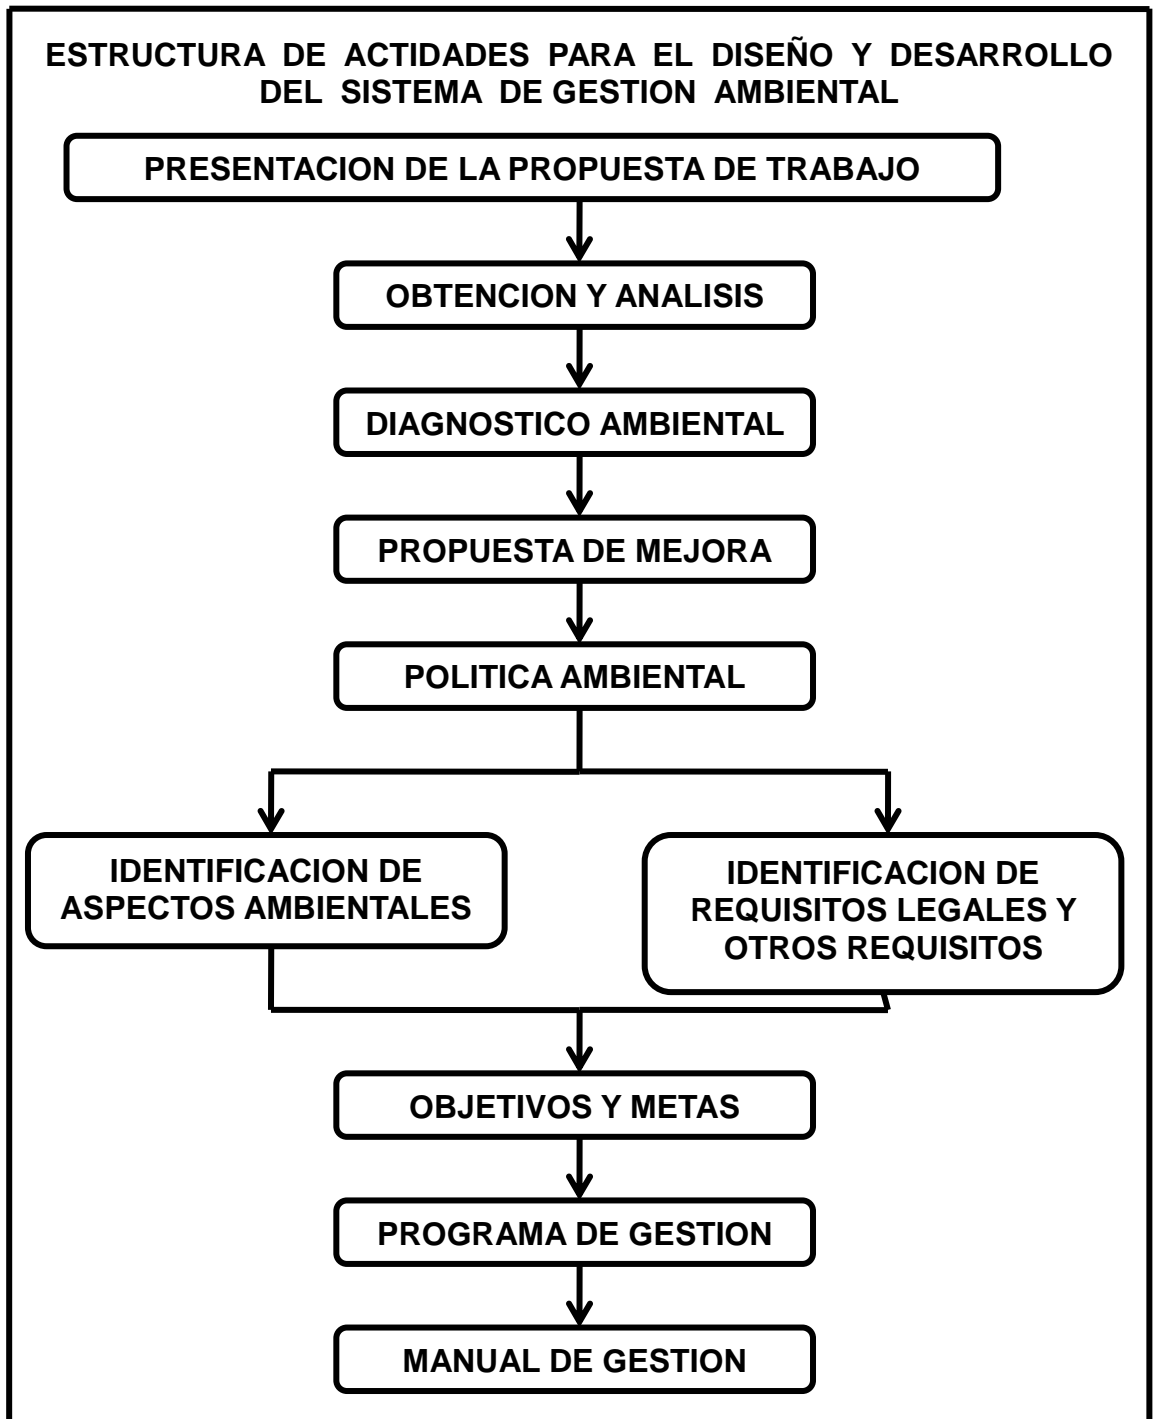 ESTRUCTURA DE ACTIDADES PARA EL DISEÑO Y DESARROLLO
DEL SISTEMA DE GESTION AMBIENTAL
PRESENTACION DE LA PROPUESTA DE TRABAJO
OBTENCION Y ANALISIS
DIAGNOSTICO AMBIENTAL
PROPUESTA DE MEJORA
POLITICA AMBIENTAL
IDENTIFICACION DE
ASPECTOS AMBIENTALES
IDENTIFICACION DE
REQUISITOS LEGALES Y
OTROS REQUISITOS
OBJETIVOS Y METAS
PROGRAMA DE GESTION
MANUAL DE GESTION